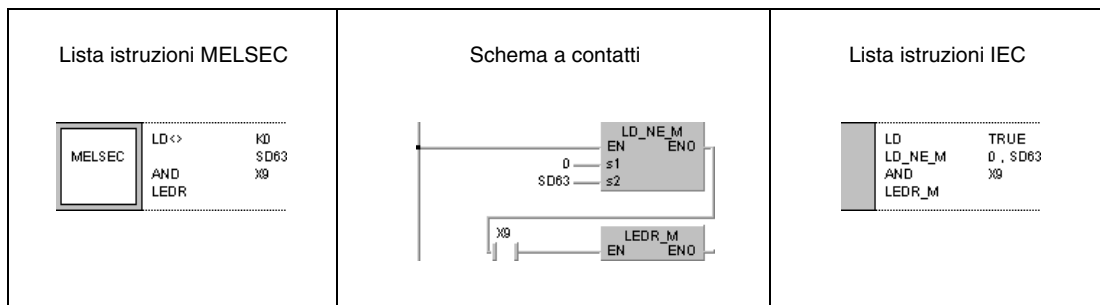 Lista istruzioni MELSEC
MELSEC
LD<> K0
SD63
AND X9
LEDR
Schema a contatti
LD_NE_M
EN ENO
0 s1
SD63 s2
X9
LEDR_M
EN ENO
Lista istruzioni IEC
LD TRUE
LD_NE_M 0 , SD63
AND X9
LEDR_M